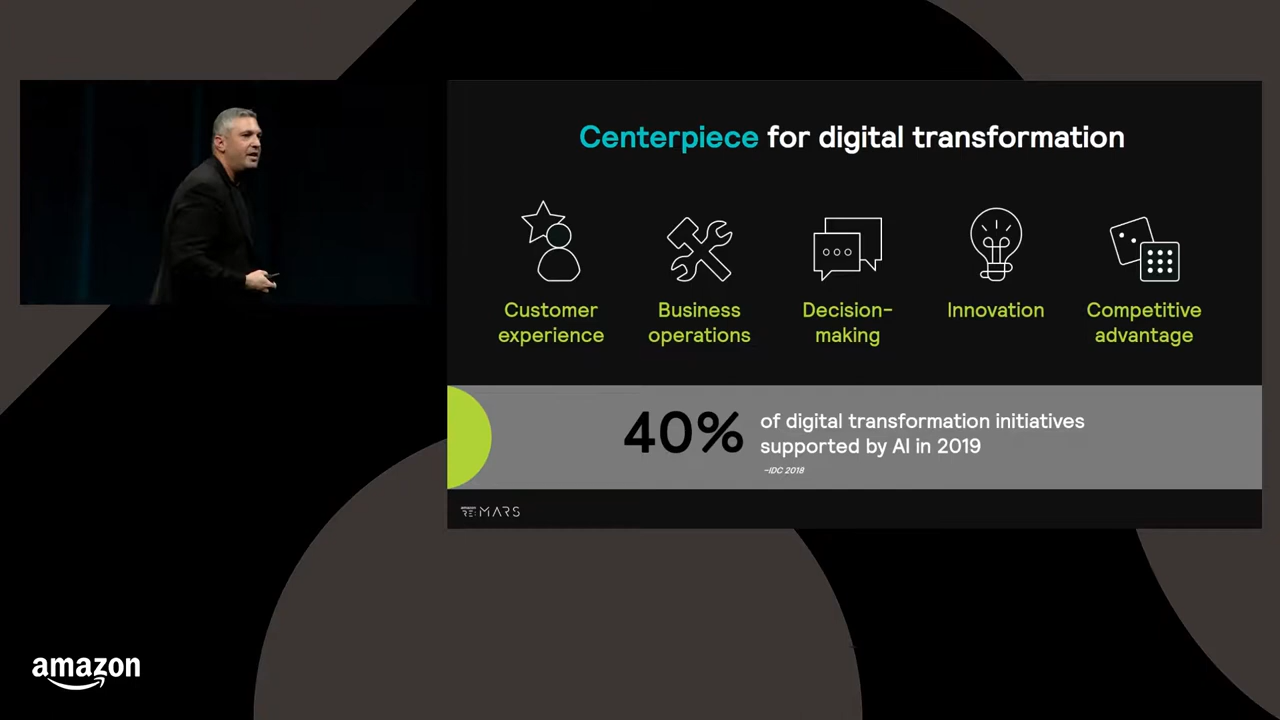 Centerpiece for digital transformation
Customer experience
Business operations
Decision-making
Innovation
Competitive advantage
40%
of digital transformation initiatives
supported by AI in 2019
-IDC 2018
RE:MARS
amazon